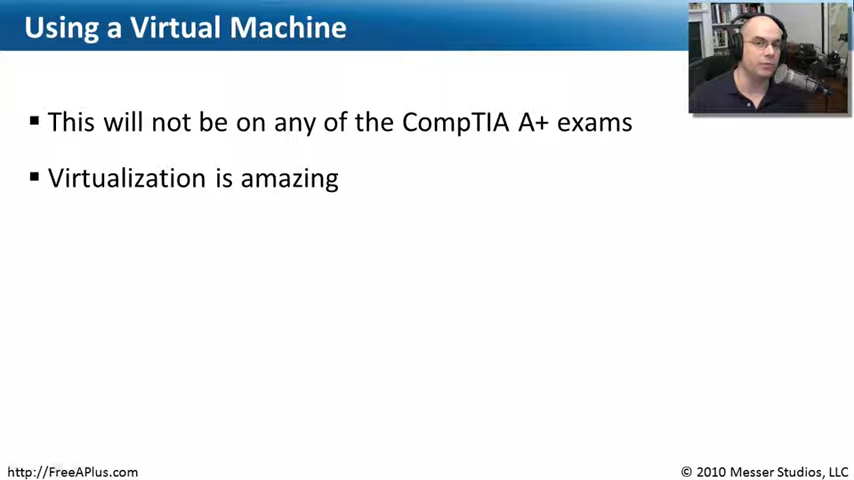 Using a Virtual Machine
▪ This will not be on any of the CompTIA A+ exams
▪ Virtualization is amazing
http://FreeAPlus.com
© 2010 Messer Studios, LLC